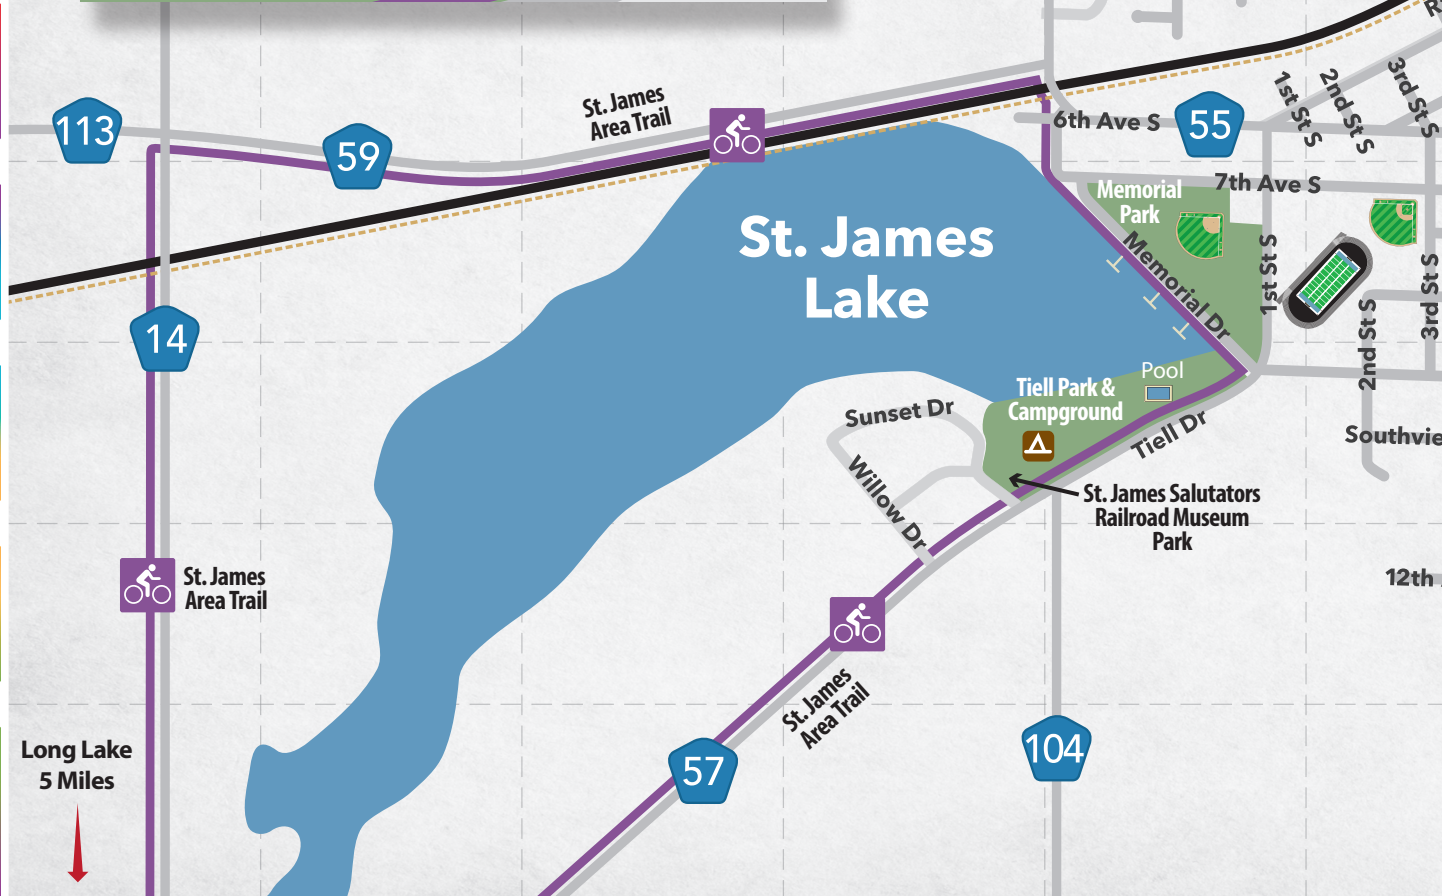 St. James
Area Trail
113
59
6th Ave S
55
1st St S
2nd St S
3rd St S
7th Ave S
Memorial
Park
St. James
Lake
Memorial Dr
1st St S
2nd St S
3rd St S
14
Pool
Tiell Park &
Campground
Sunset Dr
Tiell Dr
Willow Dr
Southvie
St. James Salutators
Railroad Museum
Park
St. James
Area Trail
12th
St. James
Area Trail
Long Lake
5 Miles
57
104